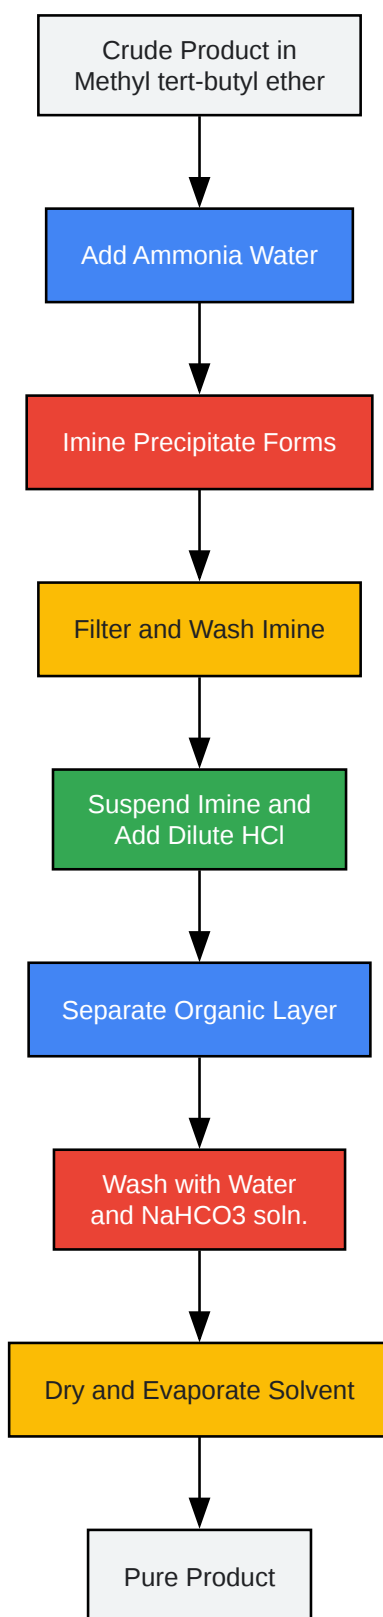 Crude Product in
Methyl tert-butyl ether
Add Ammonia Water
Imine Precipitate Forms
Filter and Wash Imine
Suspend Imine and
Add Dilute HCl
Separate Organic Layer
Wash with Water
and NaHCO3 soln.
Dry and Evaporate Solvent
Pure Product